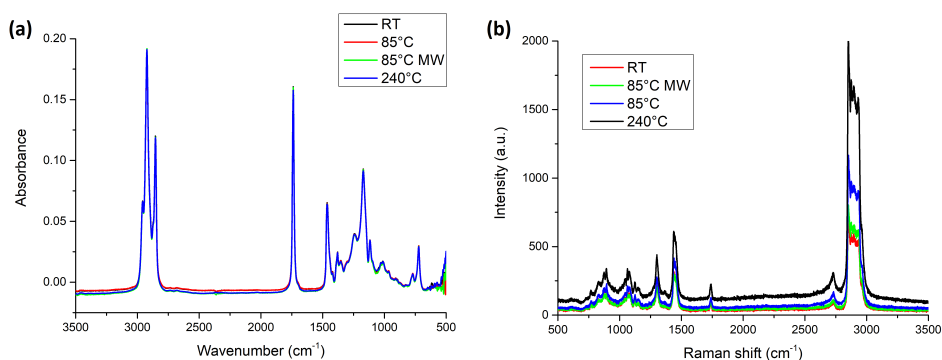 (a)
RT
85°C
85°C MW
240°C
0.20
0.15
0.10
0.05
0.00
Absorbance
3500 3000 2500 2000 1500 1000 500
Wavenumber (cm⁻¹)
(b)
RT
85°C MW
85°C
240°C
2000
1500
1000
500
0
Intensity (a.u.)
500 1000 1500 2000 2500 3000 3500
Raman shift (cm⁻¹)